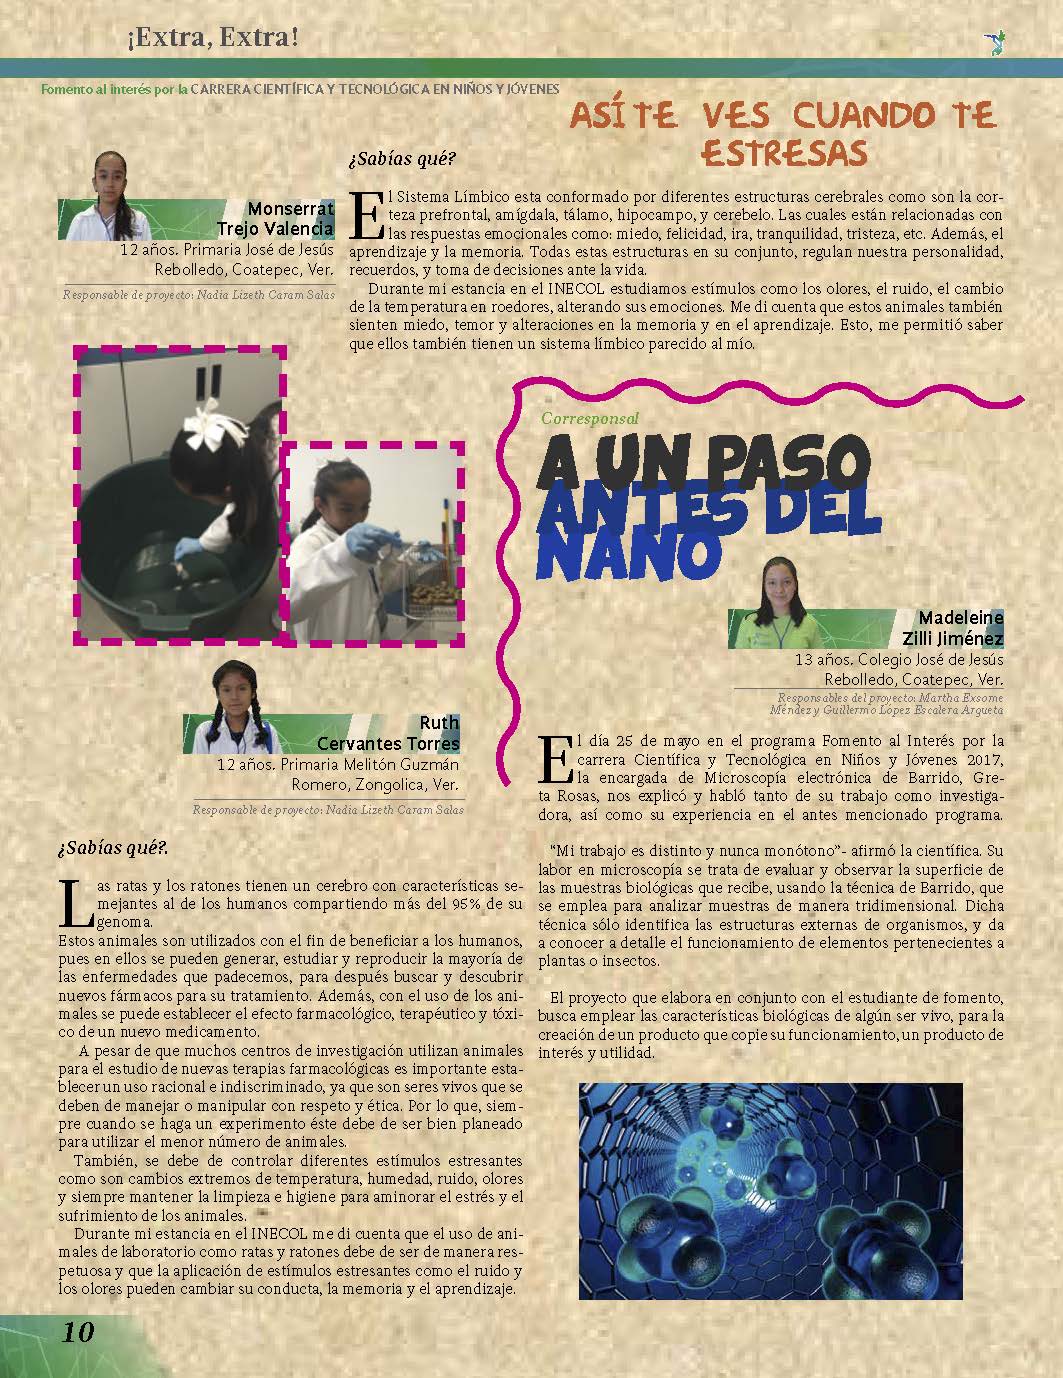 ¡Extra, Extra!
Fomento al interés por la CARRERA CIENTÍFICA Y TECNOLÓGICA EN NIÑOS Y JÓVENES
ASÍ TE VES CUANDO TE
ESTRESAS
Monserrat
Trejo Valencia
12 años. Primaria José de Jesús
Rebolledo, Coatepec, Ver.
Responsable de proyecto: Nadia Lizeth Caram Salas
¿Sabías qué?
El Sistema Límbico esta conformado por diferentes estructuras cerebrales como son la cor-
teza prefrontal, amígdala, tálamo, hipocampo, y cerebelo. Las cuales están relacionadas con
las respuestas emocionales como: miedo, felicidad, ira, tranquilidad, tristeza, etc. Además, el
aprendizaje y la memoria. Todas estas estructuras en su conjunto, regulan nuestra personalidad,
recuerdos, y toma de decisiones ante la vida.
Durante mi estancia en el INECOL estudiamos estímulos como los olores, el ruido, el cambio
de la temperatura en roedores, alterando sus emociones. Me di cuenta que estos animales también
sienten miedo, temor y alteraciones en la memoria y en el aprendizaje. Esto, me permitió saber
que ellos también tienen un sistema límbico parecido al mío.
Ruth
Cervantes Torres
12 años. Primaria Melitón Guzmán
Romero, Zongolica, Ver.
Responsable de proyecto: Nadia Lizeth Caram Salas
¿Sabías qué?.
Las ratas y los ratones tienen un cerebro con características se-
mejantes al de los humanos compartiendo más del 95% de su
genoma.
Estos animales son utilizados con el fin de beneficiar a los humanos,
pues en ellos se pueden generar, estudiar y reproducir la mayoría de
las enfermedades que padecemos, para después buscar y descubrir
nuevos fármacos para su tratamiento. Además, con el uso de los ani-
males se puede establecer el efecto farmacológico, terapéutico y tóxi-
co de un nuevo medicamento.
A pesar de que muchos centros de investigación utilizan animales
para el estudio de nuevas terapias farmacológicas es importante esta-
blecer un uso racional e indiscriminado, ya que son seres vivos que se
deben de manejar o manipular con respeto y ética. Por lo que, siem-
pre cuando se haga un experimento éste debe de ser bien planeado
para utilizar el menor número de animales.
También, se debe de controlar diferentes estímulos estresantes
como son cambios extremos de temperatura, humedad, ruido, olores
y siempre mantener la limpieza e higiene para aminorar el estrés y el
sufrimiento de los animales.
Durante mi estancia en el INECOL me di cuenta que el uso de ani-
males de laboratorio como ratas y ratones debe de ser de manera res-
petuosa y que la aplicación de estímulos estresantes como el ruido y
los olores pueden cambiar su conducta, la memoria y el aprendizaje.
Corresponsal
A UN PASO
ANTES DEL
NANO
Madeleine
Zilli Jiménez
13 años. Colegio José de Jesús
Rebolledo, Coatepec, Ver.
Responsables del proyecto: Martha Exsome
Méndez y Guillermo López Escalera Argueta
El día 25 de mayo en el programa Fomento al Interés por la
carrera Científica y Tecnológica en Niños y Jóvenes 2017,
la encargada de Microscopía electrónica de Barrido, Gre-
ta Rosas, nos explicó y habló tanto de su trabajo como investiga-
dora, así como su experiencia en el antes mencionado programa.
“Mi trabajo es distinto y nunca monótono”- afirmó la científica. Su
labor en microscopía se trata de evaluar y observar la superficie de
las muestras biológicas que recibe, usando la técnica de Barrido, que
se emplea para analizar muestras de manera tridimensional. Dicha
técnica sólo identifica las estructuras externas de organismos, y da
a conocer a detalle el funcionamiento de elementos pertenecientes a
plantas o insectos.
El proyecto que elabora en conjunto con el estudiante de fomento,
busca emplear las características biológicas de algún ser vivo, para la
creación de un producto que copie su funcionamiento, un producto de
interés y utilidad.
10